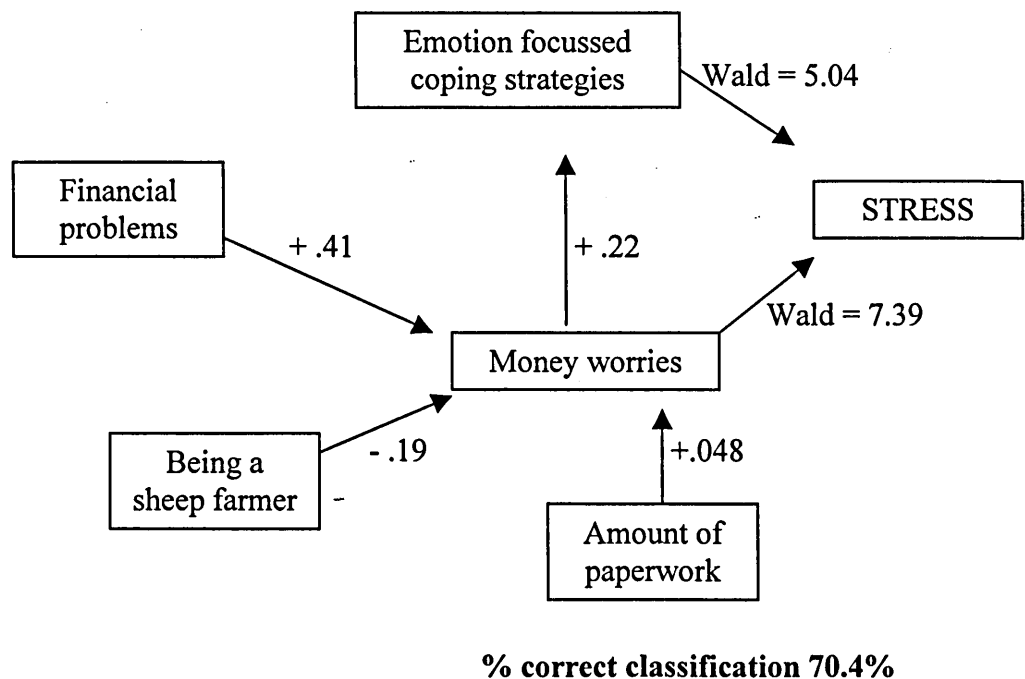 Emotion focussed
coping strategies
Wald = 5.04
Financial
problems
STRESS
+ .41
+ .22
Wald = 7.39
Money worries
Being a
sheep farmer
- .19
+.048
Amount of
paperwork
% correct classification 70.4%